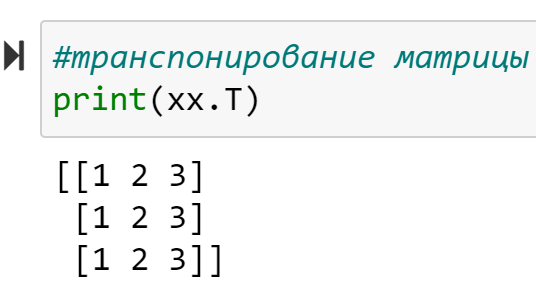 #транспонирование матрицы
print(xx.T)
[[1 2 3]
 [1 2 3]
 [1 2 3]]